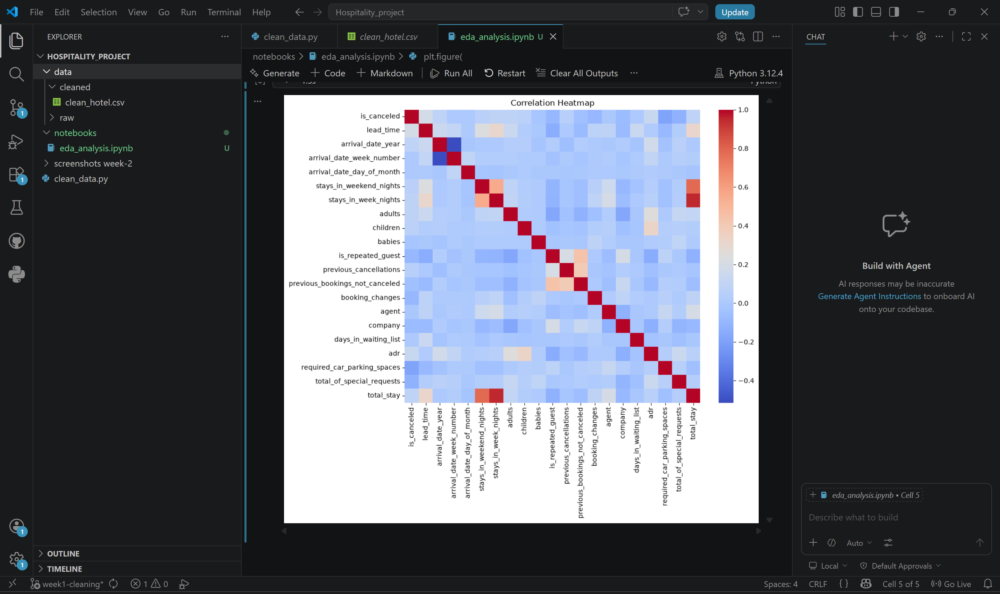 File Edit Selection View Go Run Terminal Help
Hospitality_project
Update
EXPLORER
HOSPITALITY_PROJECT
data
cleaned
clean_hotel.csv
raw
notebooks
eda_analysis.ipynb U
screenshots week-2
clean_data.py
OUTLINE
TIMELINE
clean_data.py
clean_hotel.csv
eda_analysis.ipynb U
notebooks > eda_analysis.ipynb > plt.figure(
Generate + Code + Markdown Run All Restart Clear All Outputs ... Python 3.12.4
Correlation Heatmap
is_canceled
lead_time
arrival_date_year
arrival_date_week_number
arrival_date_day_of_month
stays_in_weekend_nights
stays_in_week_nights
adults
children
babies
is_repeated_guest
previous_cancellations
previous_bookings_not_canceled
booking_changes
agent
company
days_in_waiting_list
adr
required_car_parking_spaces
total_of_special_requests
total_stay
is_canceled
lead_time
arrival_date_year
arrival_date_week_number
arrival_date_day_of_month
stays_in_weekend_nights
stays_in_week_nights
adults
children
babies
is_repeated_guest
previous_cancellations
previous_bookings_not_canceled
booking_changes
agent
company
days_in_waiting_list
adr
required_car_parking_spaces
total_of_special_requests
total_stay
1.0
0.8
0.6
0.4
0.2
0.0
−0.2
−0.4
CHAT
Build with Agent
AI responses may be inaccurate
Generate Agent Instructions to onboard AI
onto your codebase.
eda_analysis.ipynb • Cell 5
Describe what to build
Auto
Local Default Approvals
1
1
1
1
week1-cleaning* 1 0
Spaces: 4 CRLF { } Cell 5 of 5 Go Live